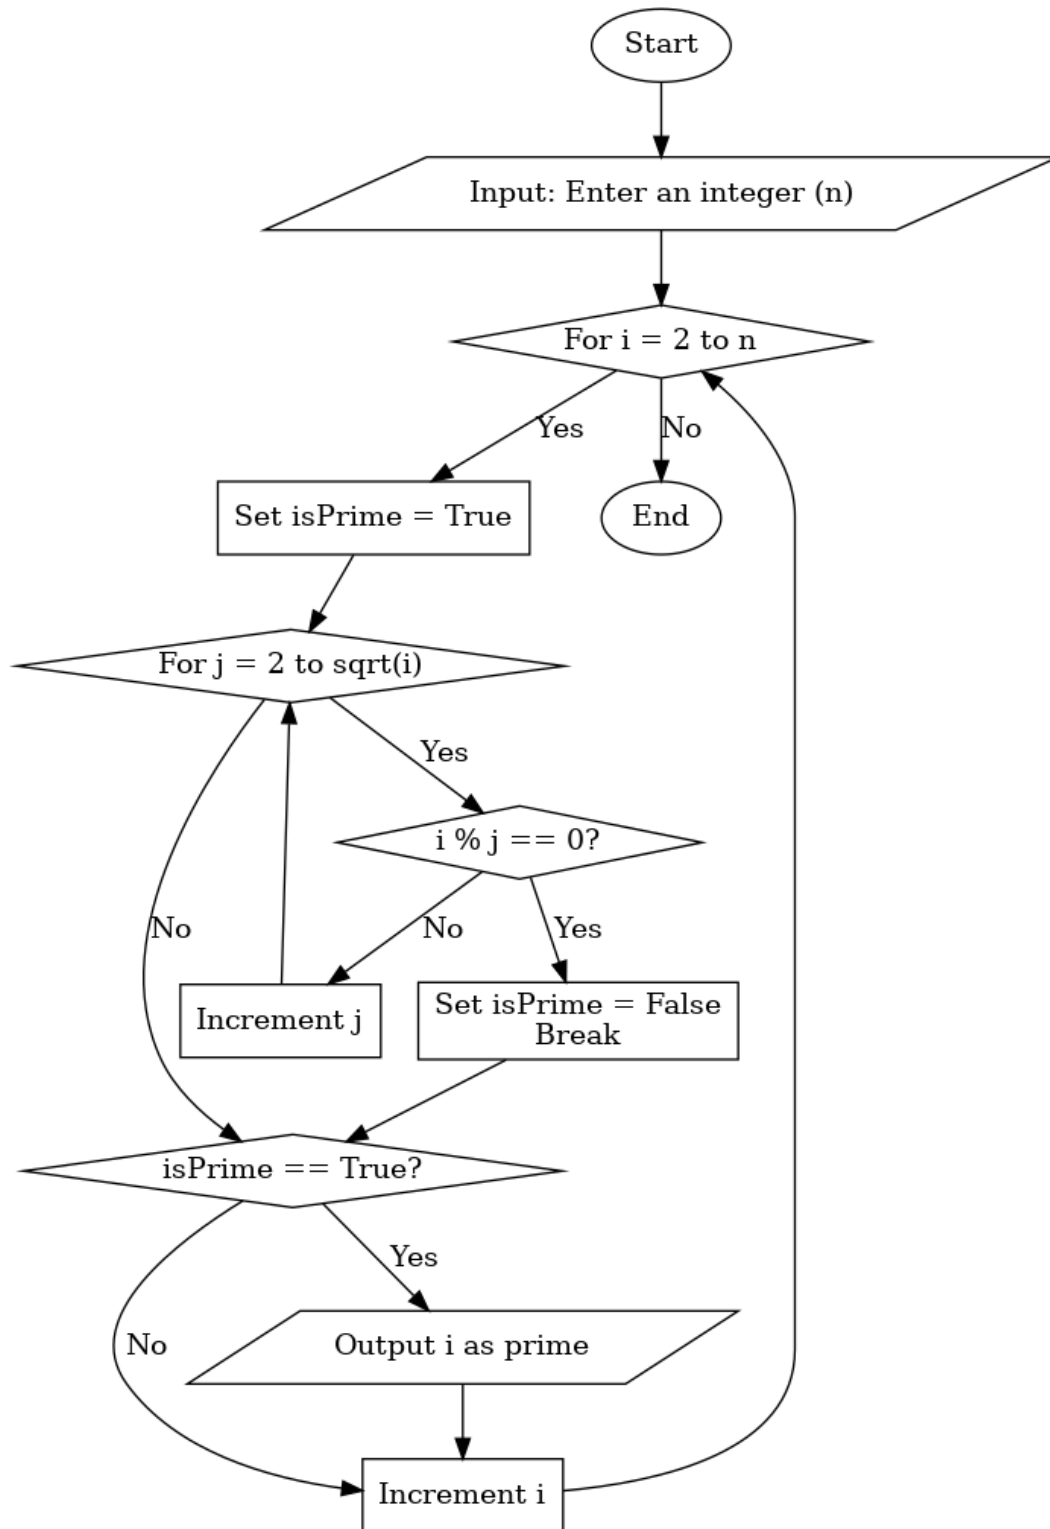 Start
Input: Enter an integer (n)
For i = 2 to n
Yes
No
Set isPrime = True
End
For j = 2 to sqrt(i)
Yes
i % j == 0?
No
No
Yes
Increment j
Set isPrime = False
Break
isPrime == True?
Yes
No
Output i as prime
Increment i